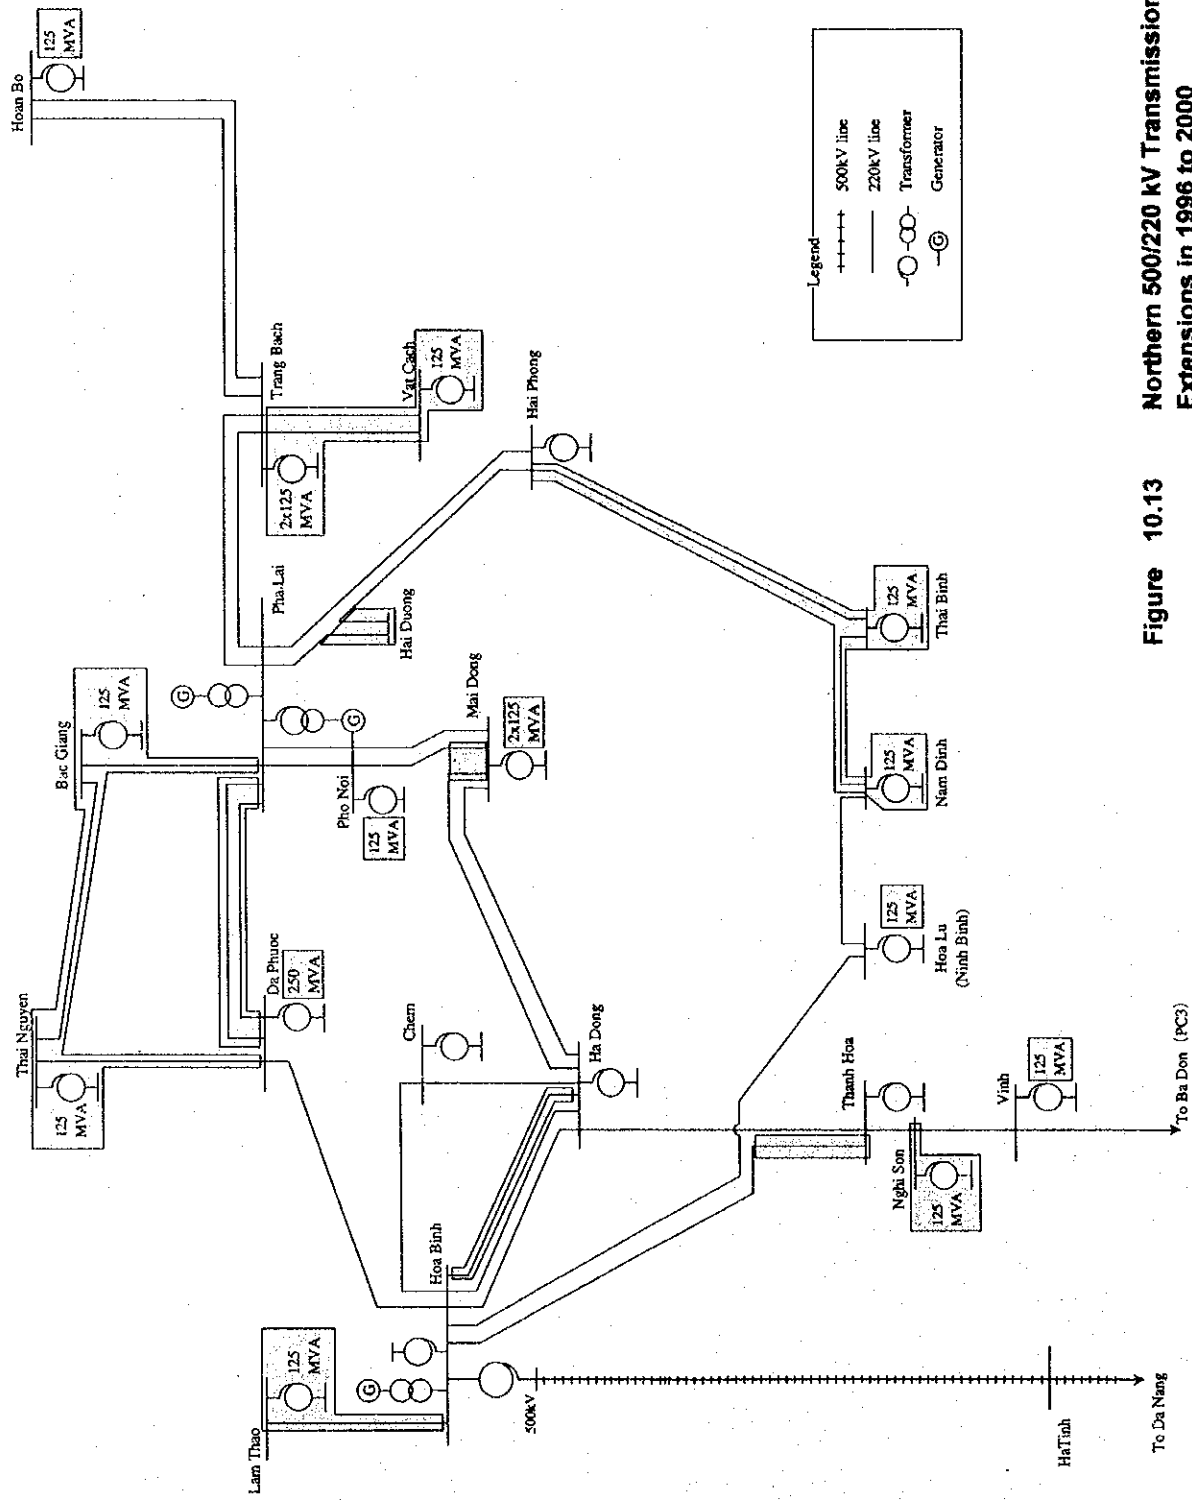 Hoan Bo
125
MVA
Trang Bach
2x125
MVA
Vat Cach
125
MVA
Hai Phong
Pha Lai
G
G
Hai Duong
Bac Giang
125
MVA
Pho Noi
125
MVA
Mai Dong
2x125
MVA
Thai Binh
125
MVA
Nam Dinh
125
MVA
Hoa Lu
(Ninh Binh)
125
MVA
Thai Nguyen
125
MVA
Da Phuoc
250
MVA
Chem
Ha Dong
Thanh Hoa
Nghi Son
125
MVA
Vinh
125
MVA
To Ba Don (PC3)
Hoa Binh
G
Lam Thao
125
MVA
500kV
HaTinh
To Da Nang
Legend
500kV line
220kV line
Transformer
G
Generator
Figure 10.13 Northern 500/220 kV Transmission
Extensions in 1996 to 2000